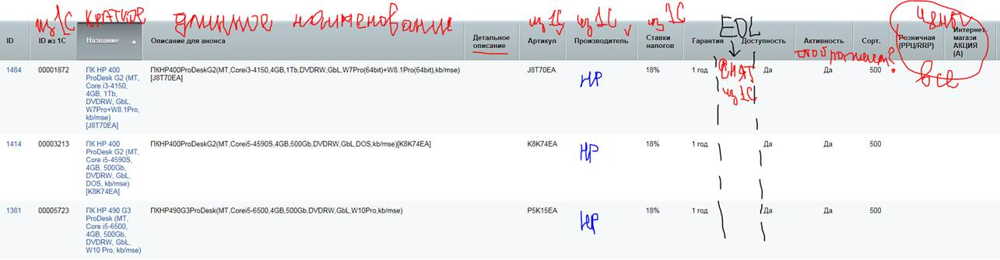 из 1С КРАТКОЕ длинное наименование из 1С из 1С из 1С EOL цены
ID ID из 1С Название Описание для анонса Детальное описание Артикул Производитель Ставки налогов Гарантия Доступность Активность Сорт. Розничная (РРЦ/RRP) Интернет-магази АКЦИЯ (А)
1484 00001872 ПК HP 400 ProDesk G2 (MT, Core i3-4150, 4GB, 1Tb, DVDRW, GbL, W7Pro+W8.1Pro, kb/mse) [J8T70EA] ПКHP400ProDeskG2(MT,Corei3-4150,4GB,1Tb,DVDRW,GbL,W7Pro(64bit)+W8.1Pro(64bit),kb/mse)[J8T70EA] J8T70EA HP 18% 1 год СНЯТ из 1С Да Да 500 все
1414 00003213 ПК HP 400 ProDesk G2 (MT, Core i5-4590S, 4GB, 500Gb, DVDRW, GbL, DOS, kb/mse) [K8K74EA] ПКHP400ProDeskG2(MT,Corei5-4590S,4GB,500Gb,DVDRW,GbL,DOS,kb/mse)[K8K74EA] K8K74EA HP 18% 1 год Да Да 500
1381 00005723 ПК HP 490 G3 ProDesk (MT, Core i5-6500, 4GB, 500Gb, DVDRW, GbL, W10 Pro, kb/mse) ПКHP490G3ProDesk(MT,Corei5-6500,4GB,500Gb,DVDRW,GbL,W10Pro,kb/mse) P5K15EA HP 18% 1 год Да Да 500